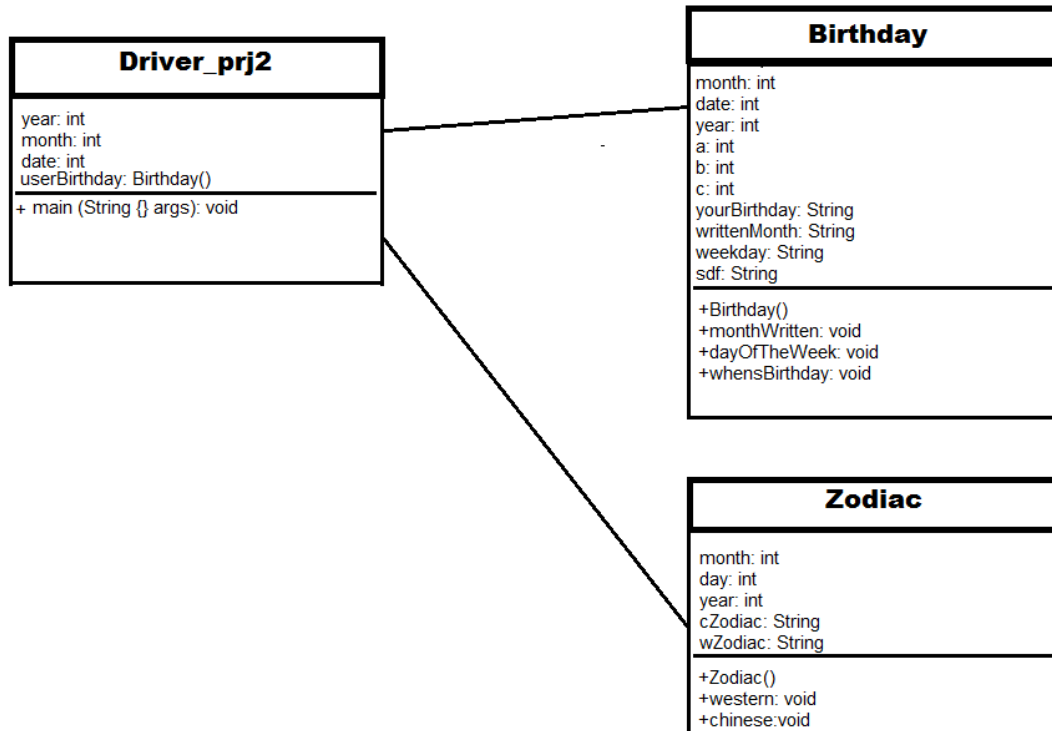 Driver_prj2
year: int
month: int
date: int
userBirthday: Birthday()
+ main (String {} args): void
Birthday
month: int
date: int
year: int
a: int
b: int
c: int
yourBirthday: String
writtenMonth: String
weekday: String
sdf: String
+Birthday()
+monthWritten: void
+dayOfTheWeek: void
+whensBirthday: void
Zodiac
month: int
day: int
year: int
cZodiac: String
wZodiac: String
+Zodiac()
+western: void
+chinese:void